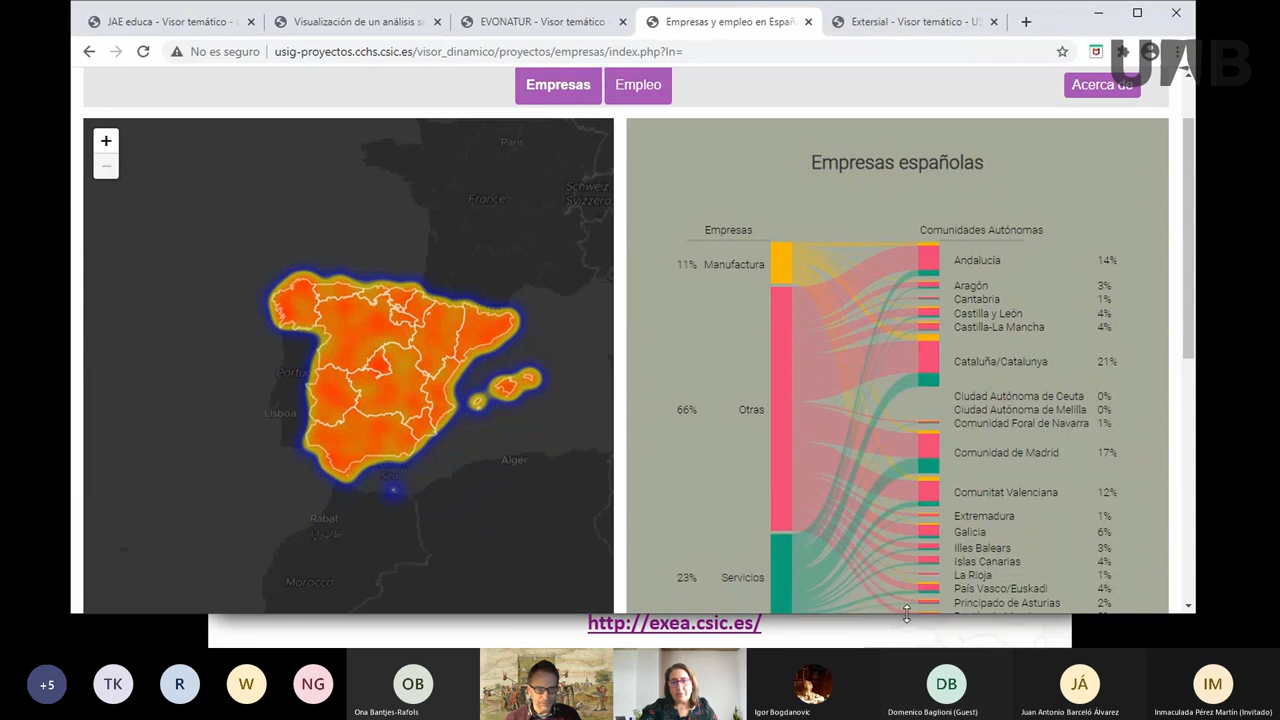 JAE educa - Visor temático -
Visualización de un análisis si
EVONATUR - Visor temático -
Empresas y empleo en Españ
Extersial - Visor temático - US
No es seguro
usig-proyectos.cchs.csic.es/visor_dinamico/proyectos/empresas/index.php?ln=
UAB
Empresas
Empleo
Acerca de
+
−
Paris
France
Schweiz
Svizzera
Lisboa
Alger
Rabat
Morocco
Empresas españolas
Empresas
Comunidades Autónomas
11% Manufactura
66% Otras
23% Servicios
Andalucía 14%
Aragón 3%
Cantabria 1%
Castilla y León 4%
Castilla-La Mancha 4%
Cataluña/Catalunya 21%
Ciudad Autónoma de Ceuta 0%
Ciudad Autónoma de Melilla 0%
Comunidad Foral de Navarra 1%
Comunidad de Madrid 17%
Comunitat Valenciana 12%
Extremadura 1%
Galicia 6%
Illes Balears 3%
Islas Canarias 4%
La Rioja 1%
País Vasco/Euskadi 4%
Principado de Asturias 2%
http://exea.csic.es/
+5
TK
R
W
NG
OB
Ona Bantjes-Rafols
Igor Bogdanovic
DB
Domenico Baglioni (Guest)
JÁ
Juan Antonio Barceló Álvarez
IM
Inmaculada Pérez Martín (Invitado)